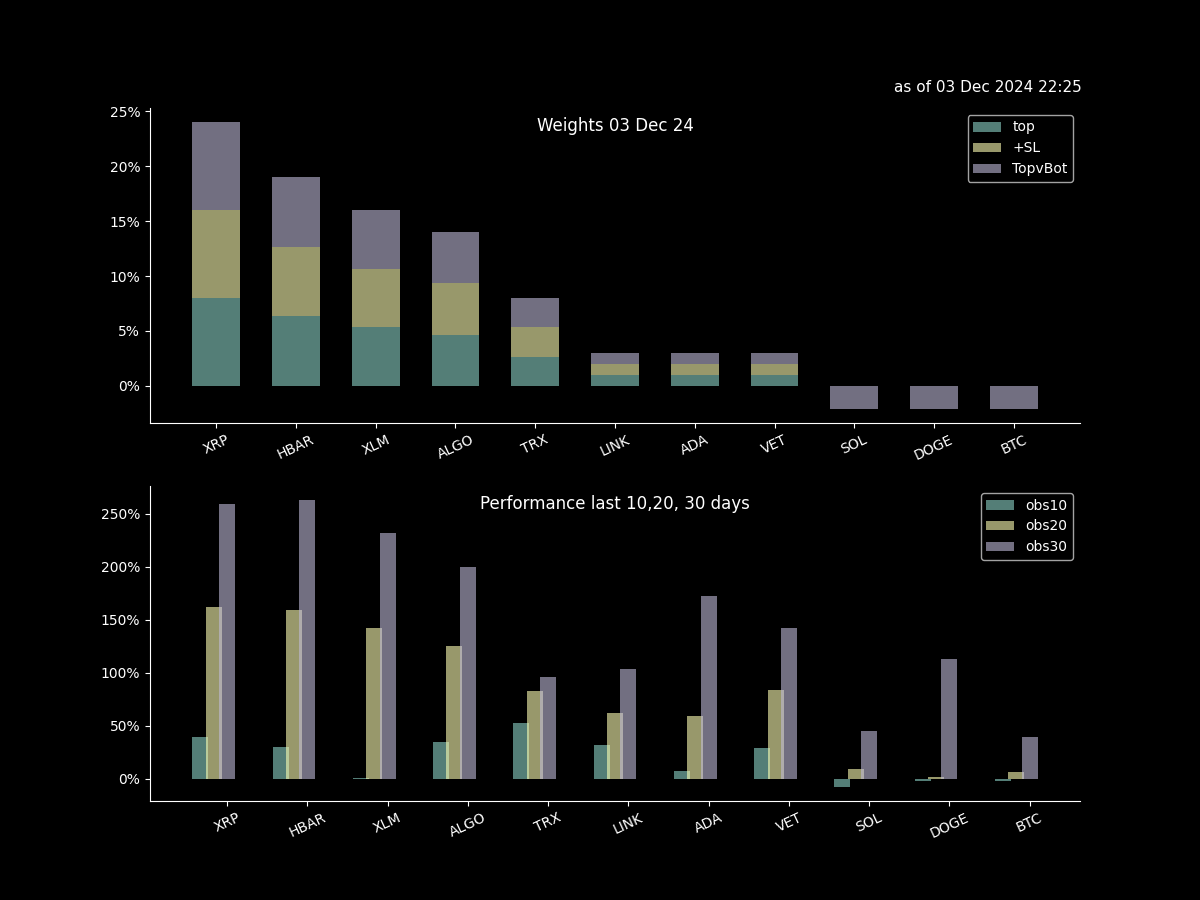 as of 03 Dec 2024 22:25
Weights 03 Dec 24
top
+SL
TopvBot
25%
20%
15%
10%
5%
0%
XRP HBAR XLM ALGO TRX LINK ADA VET SOL DOGE BTC
Performance last 10,20, 30 days
obs10
obs20
obs30
250%
200%
150%
100%
50%
0%
XRP HBAR XLM ALGO TRX LINK ADA VET SOL DOGE BTC